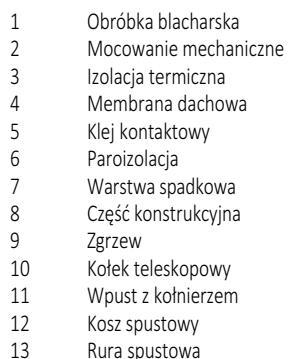 1 Obróbka blacharska
2 Mocowanie mechaniczne
3 Izolacja termiczna
4 Membrana dachowa
5 Klej kontaktowy
6 Paroizolacja
7 Warstwa spadkowa
8 Część konstrukcyjna
9 Zgrzew
10 Kołek teleskopowy
11 Wpust z kołnierzem
12 Kosz spustowy
13 Rura spustowa